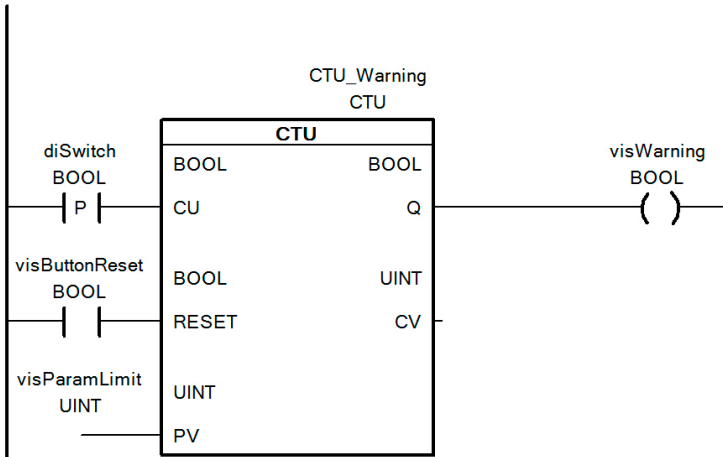 CTU_Warning
CTU
CTU
diSwitch
BOOL
P
BOOL
CU
BOOL
Q
visWarning
BOOL
visButtonReset
BOOL
BOOL
RESET
UINT
CV
visParamLimit
UINT
UINT
PV